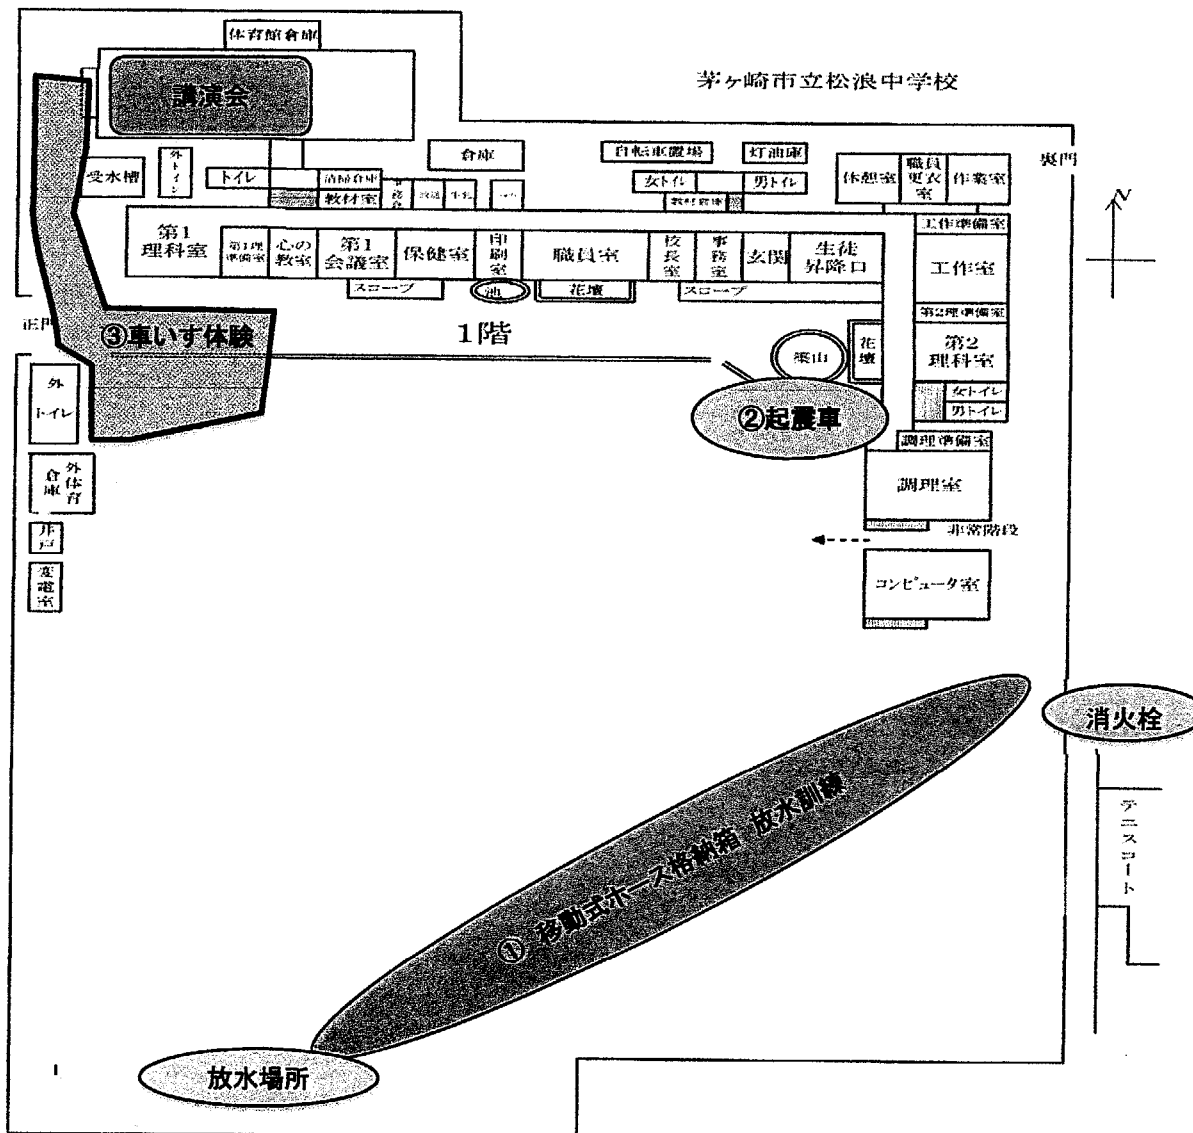 体育館倉庫
講演会
茅ヶ崎市立松浪中学校
倉庫
自転車置場
灯油庫
裏門
外トイレ
受水槽
トイレ
清掃倉庫
教材室
女トイレ
男トイレ
教材倉庫
休憩室
職員更衣室
作業室
N
第1理科室
第1理準備室
心の教室
第1会議室
保健室
印刷室
職員室
校長室
事務室
玄関
生徒昇降口
工作準備室
工作室
スロープ
池
花壇
スロープ
第2理準備室
正門
③車いす体験
1階
築山
花壇
第2理科室
外トイレ
女トイレ
男トイレ
②起震車
調理準備室
外体育倉庫
調理室
井戸
非常階段
変電室
コンピュータ室
消火栓
① 移動式ホース格納箱 放水訓練
テニスコート
放水場所